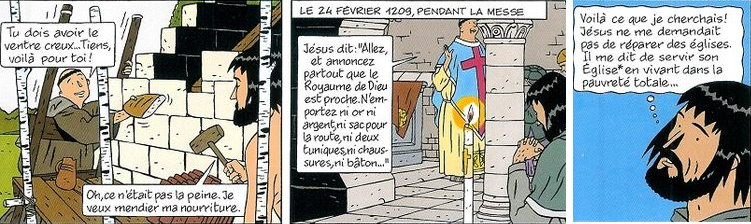 Tu dois avoir le
ventre creux...Tiens,
voilà pour toi!
Oh, ce n'était pas la peine. Je
veux mendier ma nourriture.
LE 24 FÉVRIER 1209, PENDANT LA MESSE
Jésus dit: "Allez,
et annoncez
partout que le
Royaume de Dieu
est proche. N'em-
portez ni or ni
argent, ni sac pour
la route, ni deux
tuniques, ni chaus-
sures, ni bâton..."
Voilà ce que je cherchais!
Jésus ne me demandait
pas de réparer des églises.
Il me dit de servir son
Église* en vivant dans la
pauvreté totale...